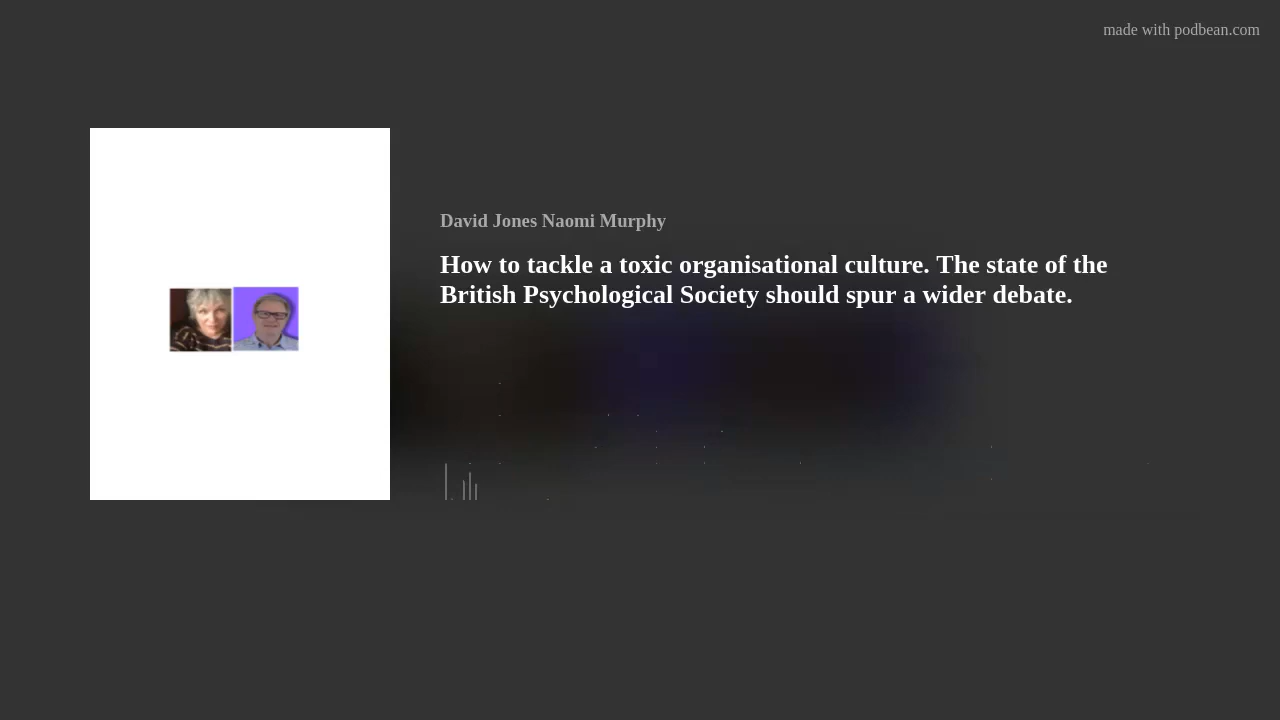 made with podbean.com
David Jones Naomi Murphy
How to tackle a toxic organisational culture. The state of the
British Psychological Society should spur a wider debate.